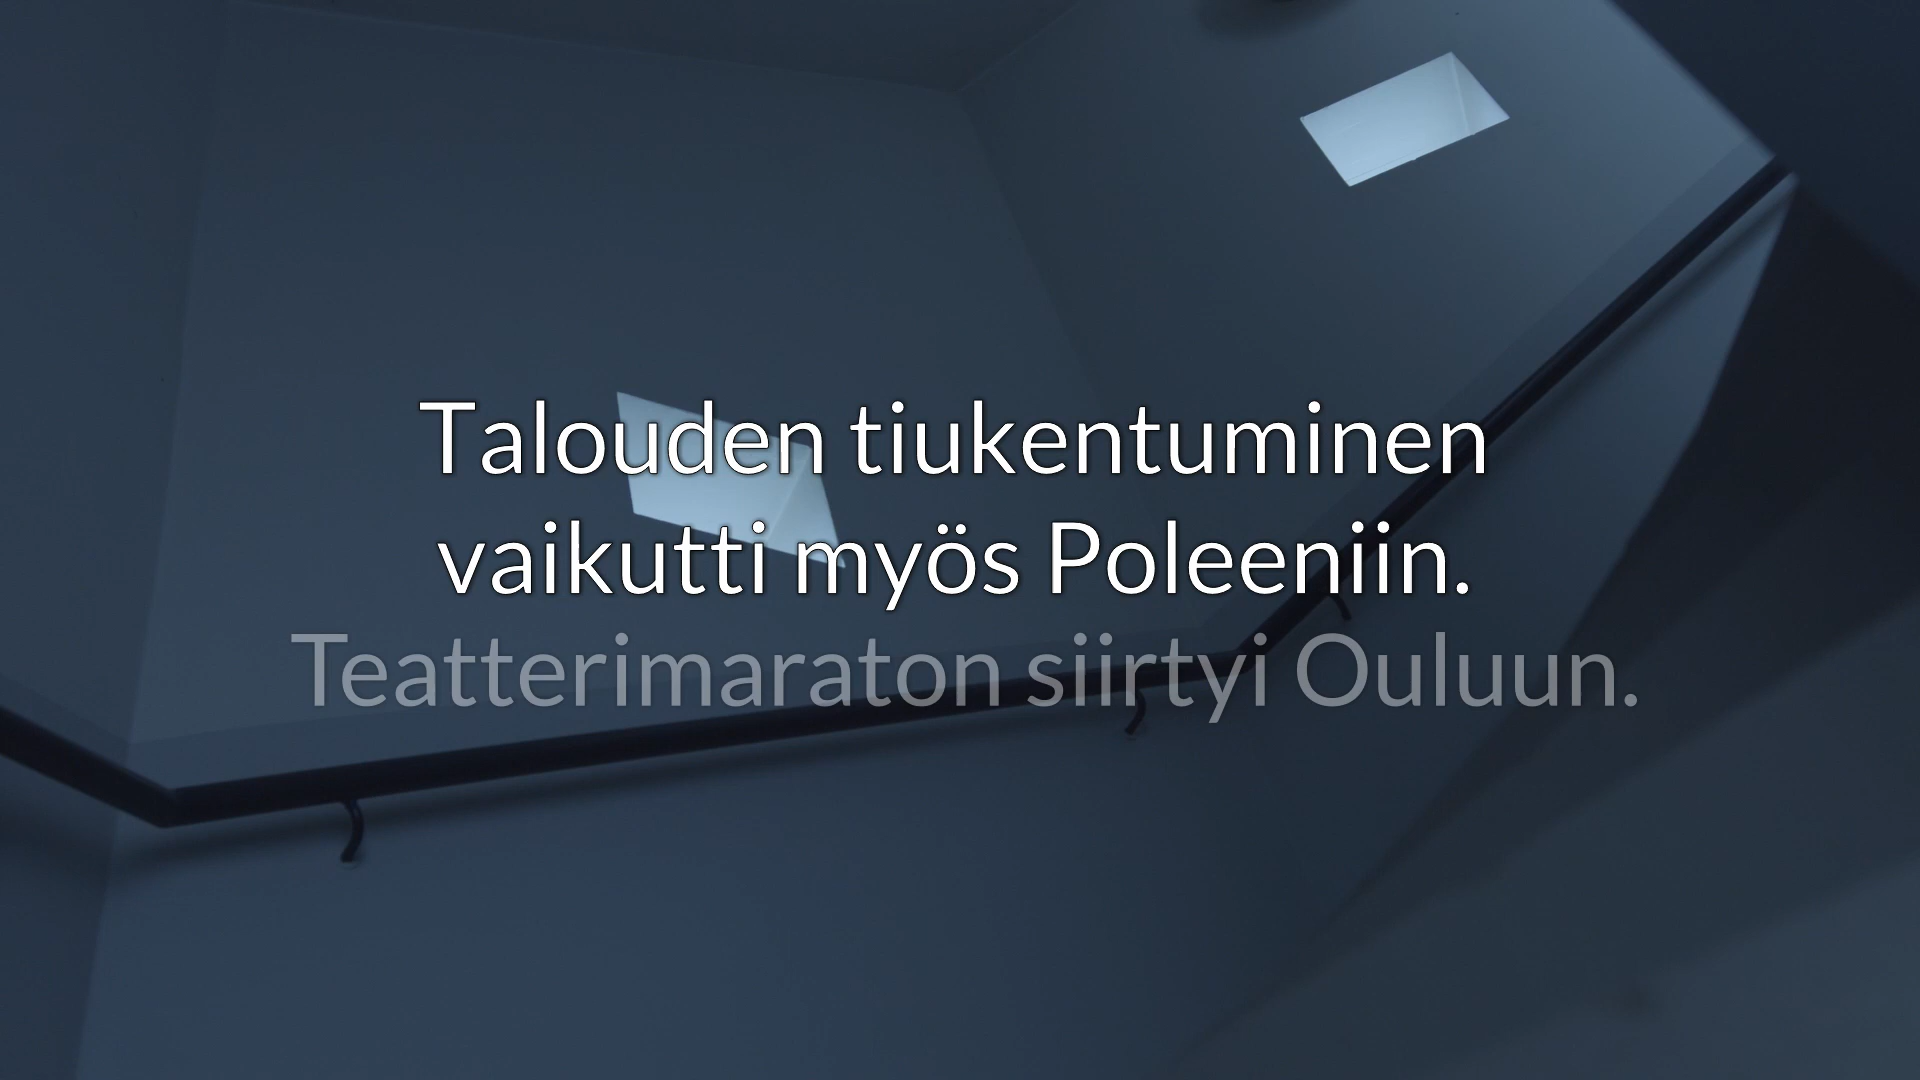 Talouden tiukentuminen
vaikutti myös Poleeniin.
Teatterimaraton siirtyi Ouluun.